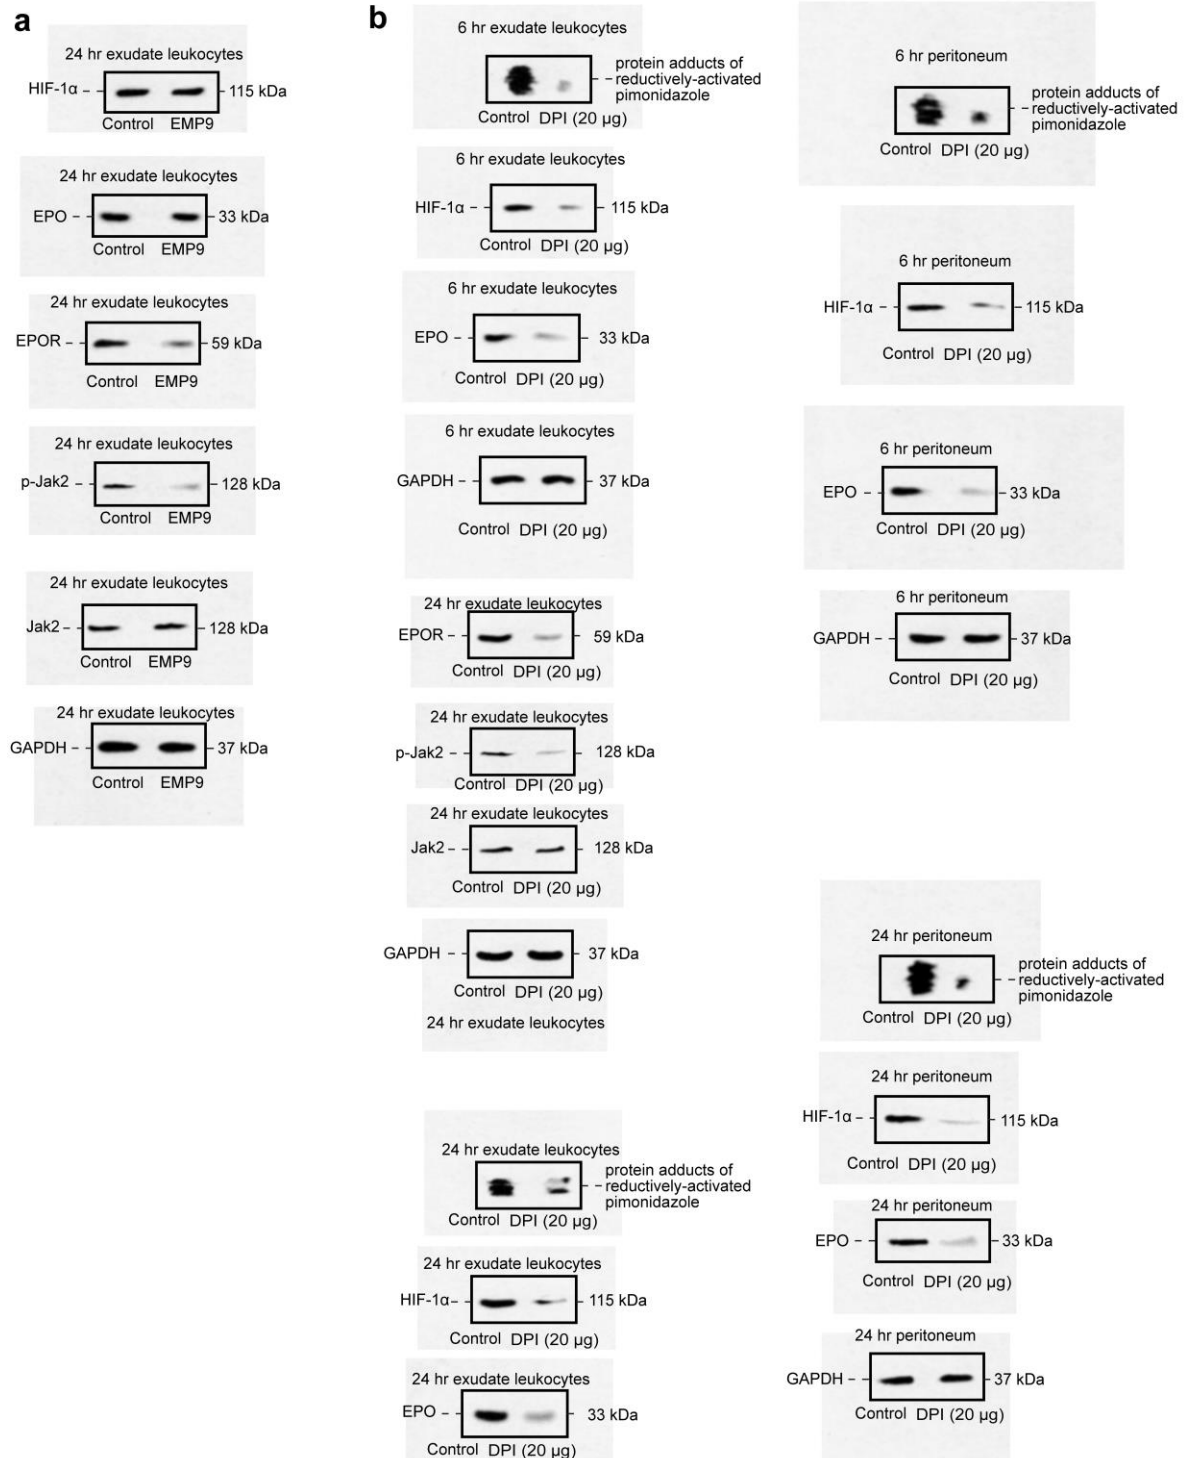 a
24 hr exudate leukocytes
HIF-1α - - - 115 kDa
Control EMP9
24 hr exudate leukocytes
EPO - - - 33 kDa
Control EMP9
24 hr exudate leukocytes
EPOR - - - 59 kDa
Control EMP9
24 hr exudate leukocytes
p-Jak2 - - - 128 kDa
Control EMP9
24 hr exudate leukocytes
Jak2 - - - 128 kDa
Control EMP9
24 hr exudate leukocytes
GAPDH - - - 37 kDa
Control EMP9
b
6 hr exudate leukocytes
protein adducts of
- - reductively-activated
pimonidazole
Control DPI (20 µg)
6 hr exudate leukocytes
HIF-1α - - - 115 kDa
Control DPI (20 µg)
6 hr exudate leukocytes
EPO - - - 33 kDa
Control DPI (20 µg)
6 hr exudate leukocytes
GAPDH - - - 37 kDa
Control DPI (20 µg)
24 hr exudate leukocytes
EPOR - - - 59 kDa
Control DPI (20 µg)
24 hr exudate leukocytes
p-Jak2 - - - 128 kDa
Control DPI (20 µg)
24 hr exudate leukocytes
Jak2 - - - 128 kDa
Control DPI (20 µg)
GAPDH - - - 37 kDa
Control DPI (20 µg)
24 hr exudate leukocytes
24 hr exudate leukocytes
protein adducts of
- - reductively-activated
pimonidazole
Control DPI (20 µg)
24 hr exudate leukocytes
HIF-1α - - - 115 kDa
Control DPI (20 µg)
24 hr exudate leukocytes
EPO - - - 33 kDa
Control DPI (20 µg)
6 hr peritoneum
protein adducts of
- - reductively-activated
pimonidazole
Control DPI (20 µg)
6 hr peritoneum
HIF-1α - - - 115 kDa
Control DPI (20 µg)
6 hr peritoneum
EPO - - - 33 kDa
Control DPI (20 µg)
6 hr peritoneum
GAPDH - - - 37 kDa
Control DPI (20 µg)
24 hr peritoneum
protein adducts of
- - reductively-activated
pimonidazole
Control DPI (20 µg)
24 hr peritoneum
HIF-1α - - - 115 kDa
Control DPI (20 µg)
24 hr peritoneum
EPO - - - 33 kDa
Control DPI (20 µg)
24 hr peritoneum
GAPDH - - - 37 kDa
Control DPI (20 µg)